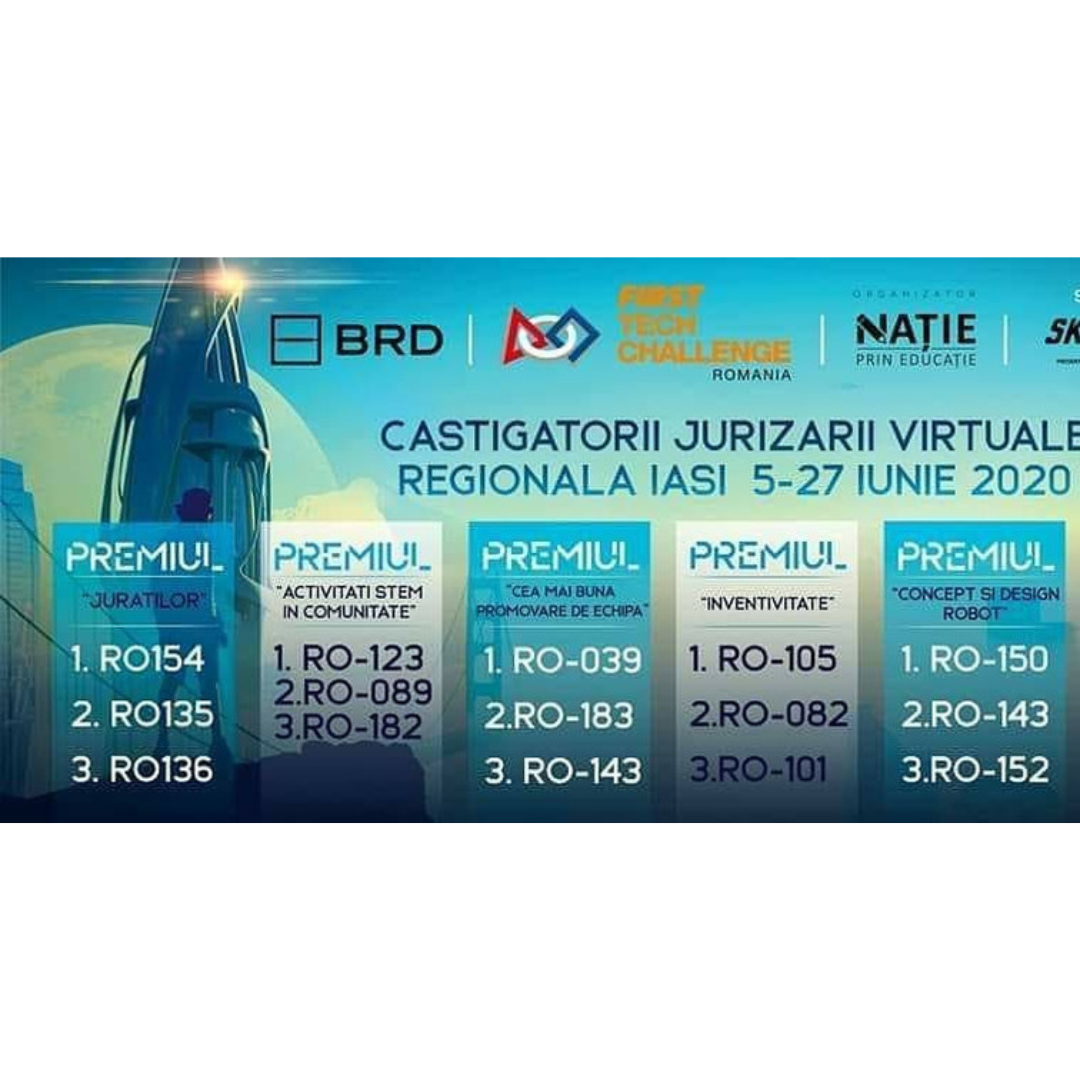 BRD
FIRST
TECH
CHALLENGE
ROMANIA
ORGANIZATOR
NAȚIE
PRIN EDUCAȚIE
CASTIGATORII JURIZARII VIRTUALE
REGIONALA IASI 5-27 IUNIE 2020
PREMIUL
"JURATILOR"
1. RO154
2. RO135
3. RO136
PREMIUL
"ACTIVITATI STEM
IN COMUNITATE"
1. RO-123
2.RO-089
3.RO-182
PREMIUL
"CEA MAI BUNA
PROMOVARE DE ECHIPA"
1. RO-039
2.RO-183
3. RO-143
PREMIUL
"INVENTIVITATE"
1. RO-105
2.RO-082
3.RO-101
PREMIUL
"CONCEPT SI DESIGN
ROBOT"
1. RO-150
2.RO-143
3.RO-152